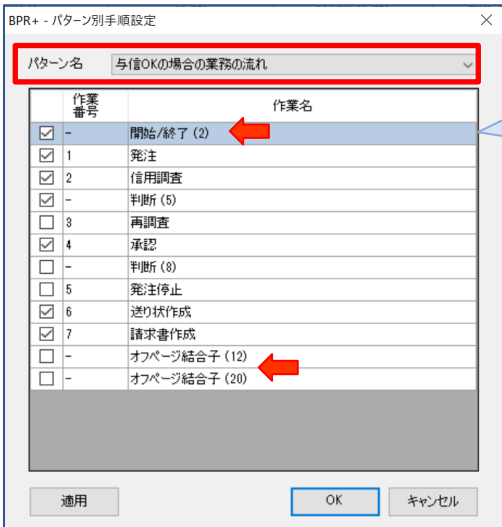 BPR+ - パターン別手順設定
パターン名 与信OKの場合の業務の流れ
作業番号 作業名
- 開始/終了 (2)
1 発注
2 信用調査
- 判断 (5)
3 再調査
4 承認
- 判断 (8)
5 発注停止
6 送り状作成
7 請求書作成
- オフページ結合子 (12)
- オフページ結合子 (20)
適用 OK キャンセル